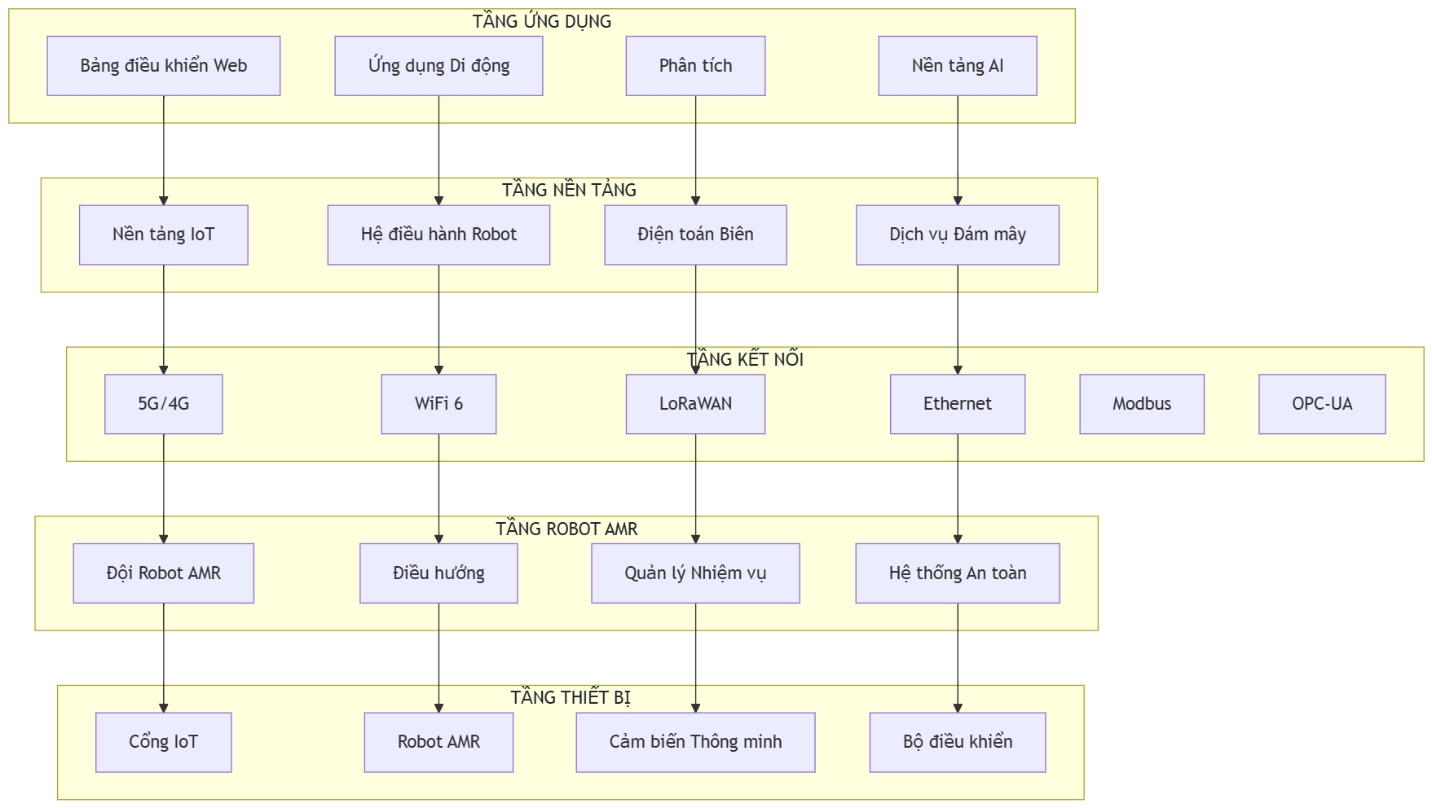 TẦNG ỨNG DỤNG
Bảng điều khiển Web
Ứng dụng Di động
Phân tích
Nền tảng AI
TẦNG NỀN TẢNG
Nền tảng IoT
Hệ điều hành Robot
Điện toán Biên
Dịch vụ Đám mây
TẦNG KẾT NỐI
5G/4G
WiFi 6
LoRaWAN
Ethernet
Modbus
OPC-UA
TẦNG ROBOT AMR
Đội Robot AMR
Điều hướng
Quản lý Nhiệm vụ
Hệ thống An toàn
TẦNG THIẾT BỊ
Cổng IoT
Robot AMR
Cảm biến Thông minh
Bộ điều khiển